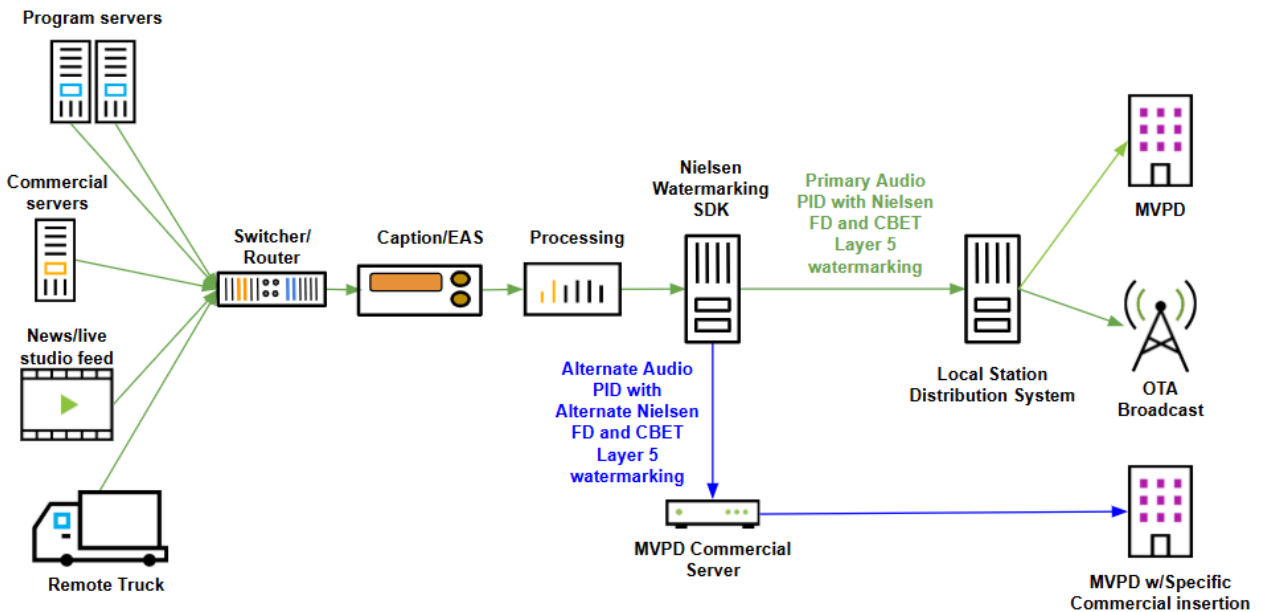 Program servers
Commercial
servers
News/live
studio feed
Remote Truck
Switcher/
Router
Caption/EAS
Processing
Nielsen
Watermarking
SDK
Primary Audio
PID with Nielsen
FD and CBET
Layer 5
watermarking
Alternate Audio
PID with
Alternate Nielsen
FD and CBET
Layer 5
watermarking
MVPD Commercial
Server
Local Station
Distribution System
MVPD
OTA
Broadcast
MVPD w/Specific
Commercial insertion